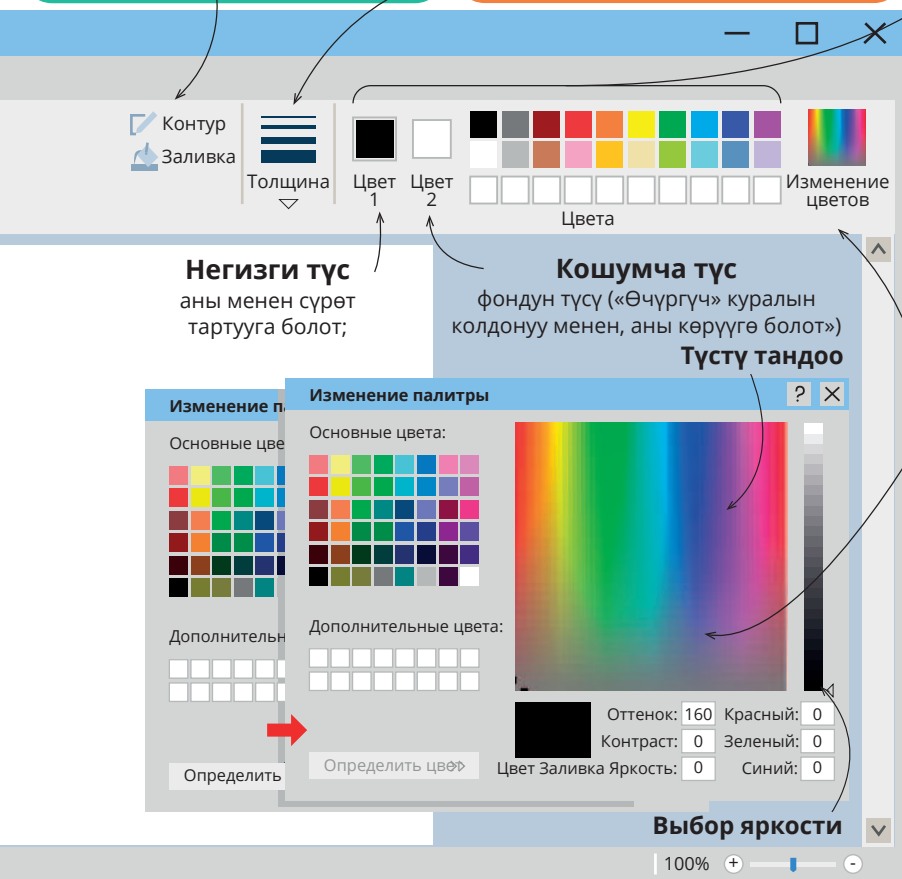 Контур
Заливка
Толщина
Цвет
1
Цвет
2
Цвета
Изменение
цветов
Негизги түс
аны менен сүрөт
тартууга болот;
Кошумча түс
фондун түсү («Өчүргүч» куралын
колдонуу менен, аны көрүүгө болот»)
Түстү тандоо
Изменение п
Основные цве
Дополнительн
Определить
Изменение палитры
?
Основные цвета:
Дополнительные цвета:
Определить цвет
Цвет Заливка
Оттенок: 160 Красный: 0
Контраст: 0 Зеленый: 0
Яркость: 0 Синий: 0
Выбор яркости
100% + -